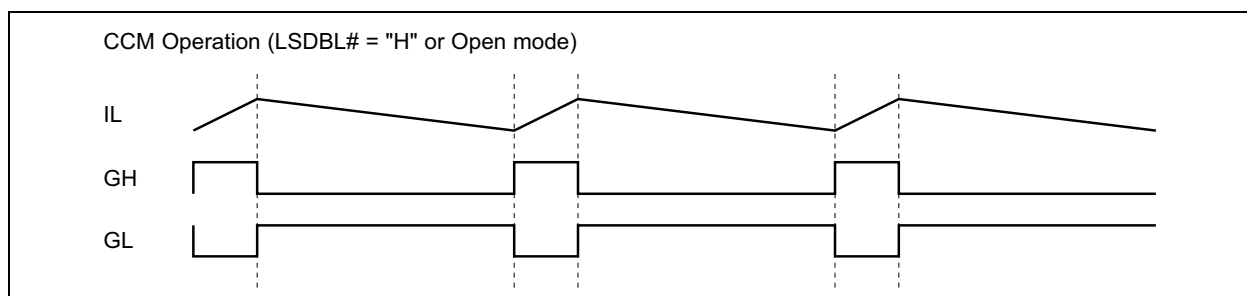 CCM Operation (LSDBL# = "H" or Open mode)
IL
GH
GL